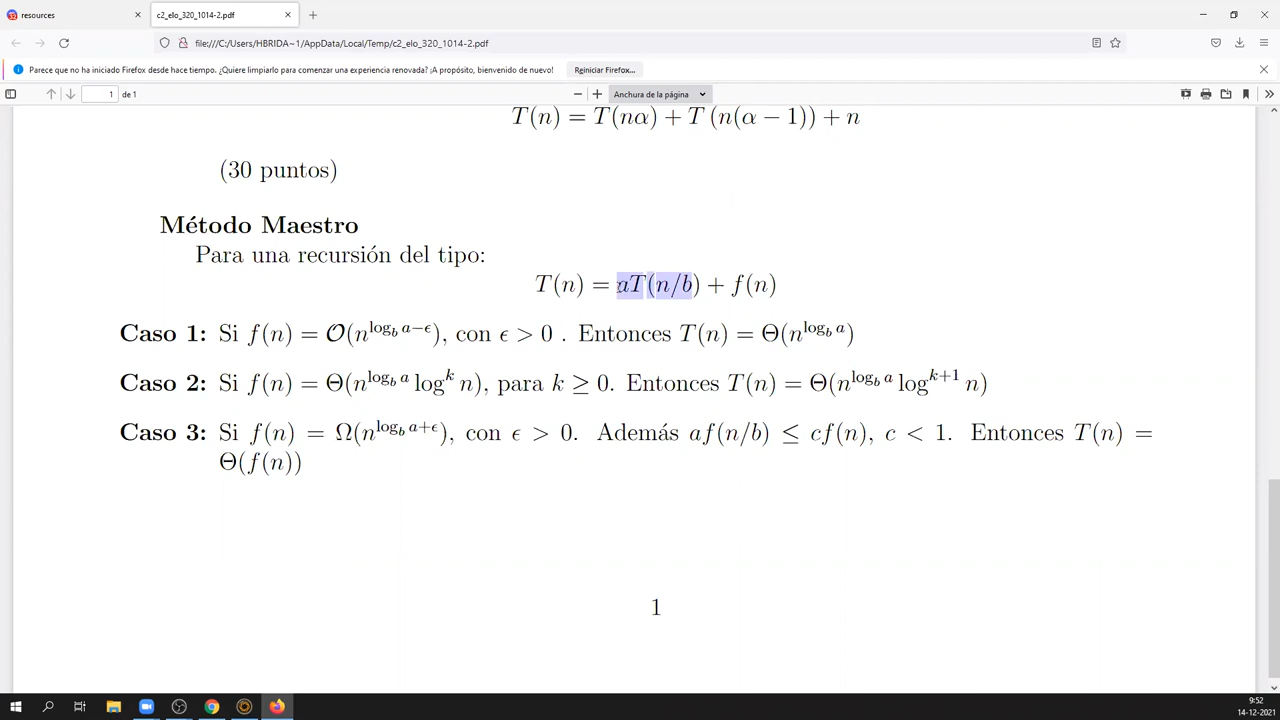 resources
c2_elo_320_1014-2.pdf
file:///C:/Users/HBRIDA~1/AppData/Local/Temp/c2_elo_320_1014-2.pdf
Parece que no ha iniciado Firefox desde hace tiempo. ¿Quiere limpiarlo para comenzar una experiencia renovada? ¡A propósito, bienvenido de nuevo! Reiniciar Firefox...
1 de 1 Anchura de la página
T(n) = T(nα) + T (n(α − 1)) + n
(30 puntos)
Método Maestro
Para una recursión del tipo:
T(n) = aT(n/b) + f(n)
Caso 1: Si f(n) = O(n^{log_b a−ϵ}), con ϵ > 0 . Entonces T(n) = Θ(n^{log_b a})
Caso 2: Si f(n) = Θ(n^{log_b a} log^k n), para k ≥ 0. Entonces T(n) = Θ(n^{log_b a} log^{k+1} n)
Caso 3: Si f(n) = Ω(n^{log_b a+ϵ}), con ϵ > 0. Además af(n/b) ≤ cf(n), c < 1. Entonces T(n) =
Θ(f(n))
1
9:52
14-12-2021